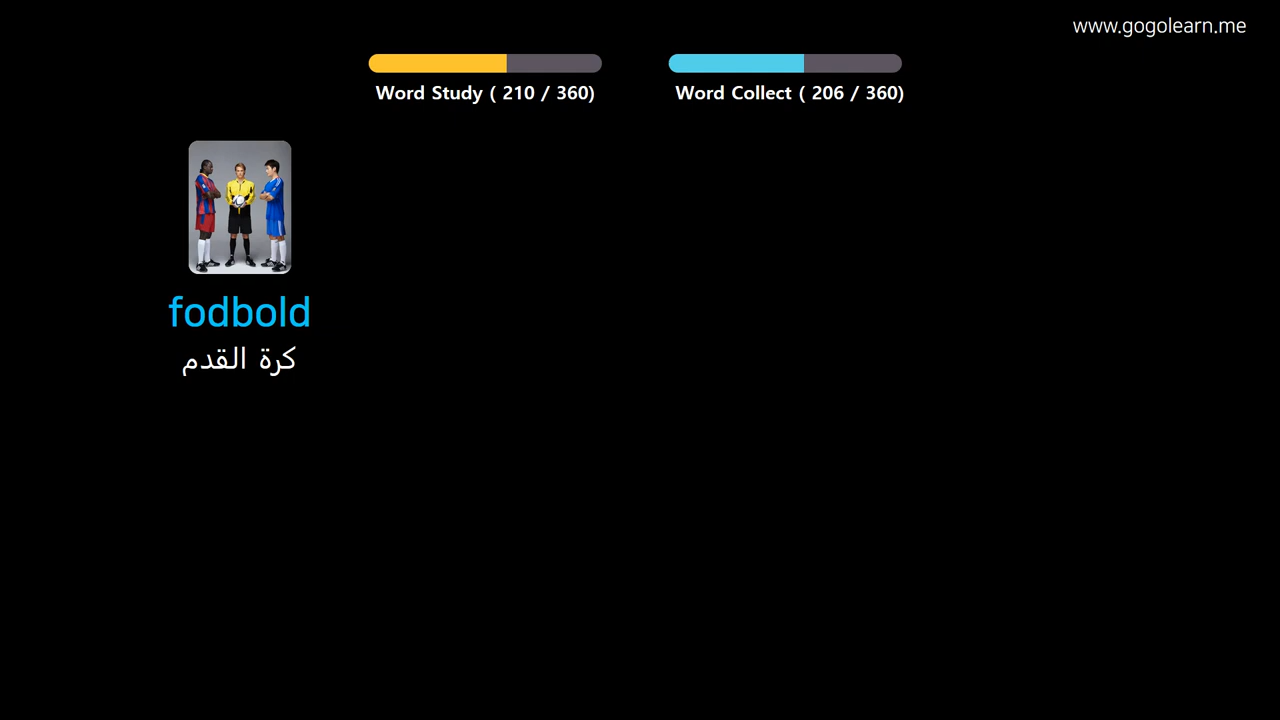 www.gogolearn.me
Word Study ( 210 / 360)
Word Collect ( 206 / 360)
fodbold
كرة القدم